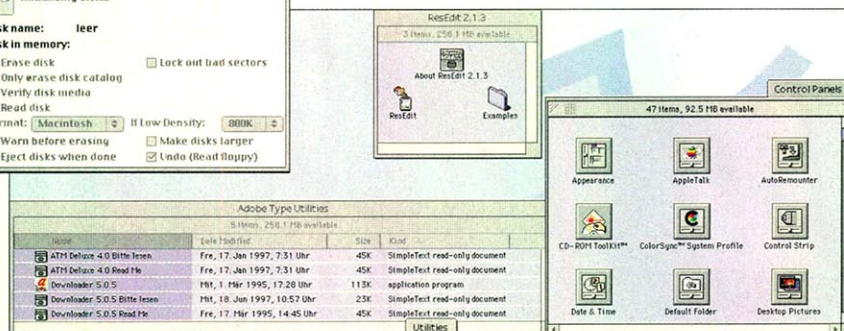 sk name: leer
sk in memory:
Erase disk
Lock out bad sectors
Only erase disk catalog
Verify disk media
Read disk
rmat: Macintosh If Low Density: 800K
Warn before erasing
Make disks larger
Eject disks when done
Undo (Read floppy)
ResEdit 2.1.3
3 items, 258,1 MB available
About ResEdit 2.1.3
ResEdit
Examples
Control Panels
47 items, 92.5 MB available
Appearance
AppleTalk
AutoRemounter
CD-ROM ToolKit™
ColorSync™ System Profile
Control Strip
Date & Time
Default Folder
Desktop Pictures
Adobe Type Utilities
5 items, 258,1 MB available
Name Date Modified Size Kind
ATM Deluxe 4.0 Bitte lesen Fre, 17. Jan 1997, 7:31 Uhr 45K SimpleText read-only document
ATM Deluxe 4.0 Read Me Fre, 17. Jan 1997, 7:31 Uhr 45K SimpleText read-only document
Downloader 5.0.5 Mit, 1. Mär 1995, 17.28 Uhr 113K application program
Downloader 5.0.5 Bitte lesen Mit, 18. Jun 1997, 10:57 Uhr 23K SimpleText read-only document
Downloader 5.0.5 Read Me Fre, 17. Mär 1995, 14:45 Uhr 45K SimpleText read-only document
Utilities